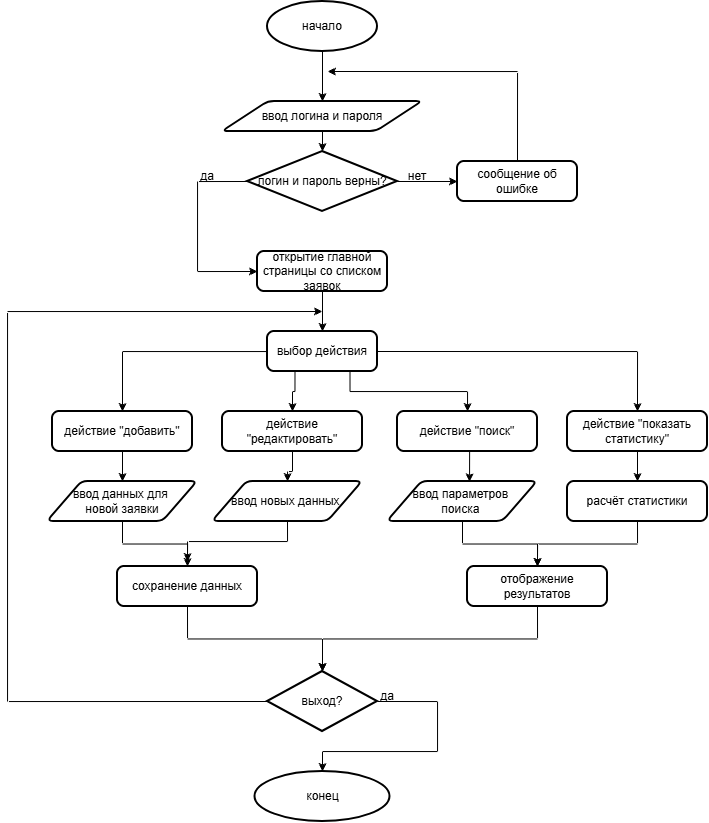 начало
ввод логина и пароля
да
логин и пароль верны?
нет
сообщение об
ошибке
открытие главной
страницы со списком
заявок
выбор действия
действие "добавить"
действие
"редактировать"
действие "поиск"
действие "показать
статистику"
ввод данных для
новой заявки
ввод новых данных
ввод параметров
поиска
расчёт статистики
сохранение данных
отображение
результатов
выход?
да
конец